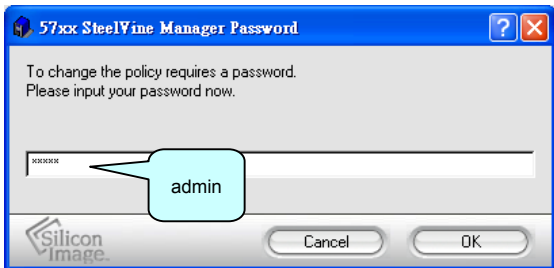 57xx SteelVine Manager Password
To change the policy requires a password.
Please input your password now.
xxxxx
admin
Silicon
Image.
Cancel
OK